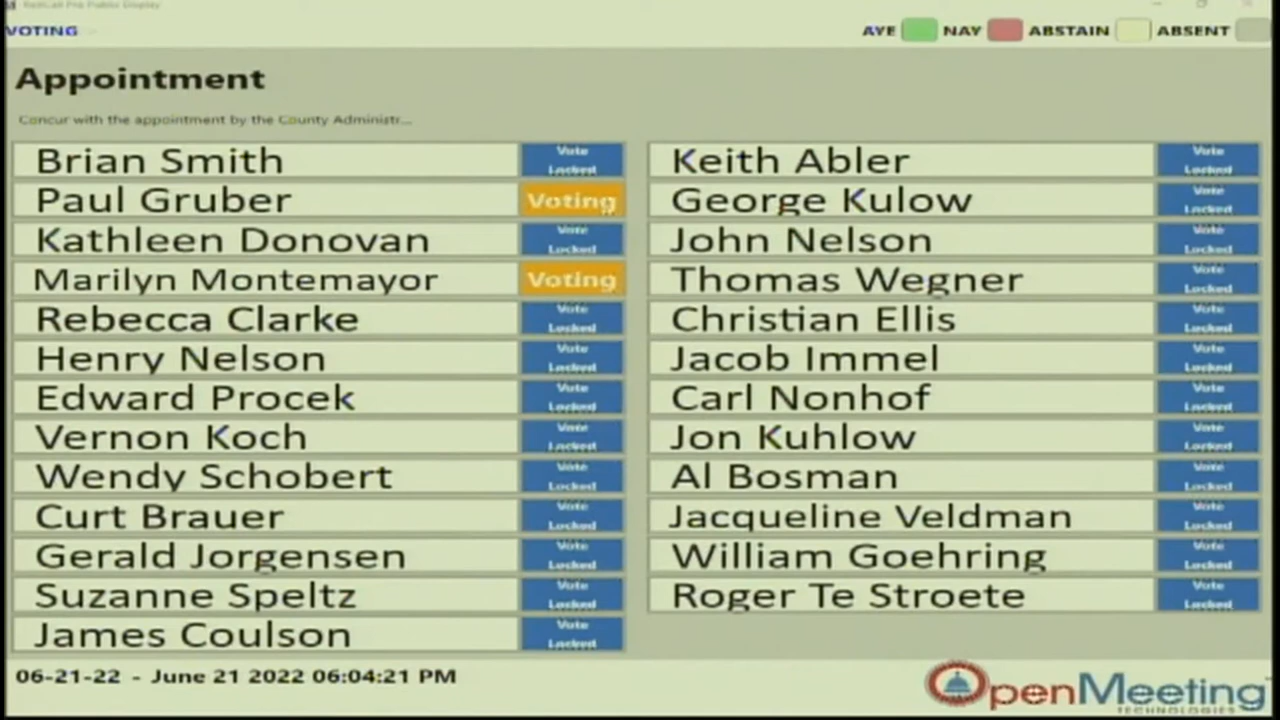 RollCall Pro Public Display
VOTING
AYE NAY ABSTAIN ABSENT
Appointment
Concur with the appointment by the County Administr...
Brian Smith Vote Locked
Paul Gruber Voting
Kathleen Donovan Vote Locked
Marilyn Montemayor Voting
Rebecca Clarke Vote Locked
Henry Nelson Vote Locked
Edward Procek Vote Locked
Vernon Koch Vote Locked
Wendy Schobert Vote Locked
Curt Brauer Vote Locked
Gerald Jorgensen Vote Locked
Suzanne Speltz Vote Locked
James Coulson Vote Locked
Keith Abler Vote Locked
George Kulow Vote Locked
John Nelson Vote Locked
Thomas Wegner Vote Locked
Christian Ellis Vote Locked
Jacob Immel Vote Locked
Carl Nonhof Vote Locked
Jon Kuhlow Vote Locked
Al Bosman Vote Locked
Jacqueline Veldman Vote Locked
William Goehring Vote Locked
Roger Te Stroete Vote Locked
06-21-22 - June 21 2022 06:04:21 PM
OpenMeeting
TECHNOLOGIES